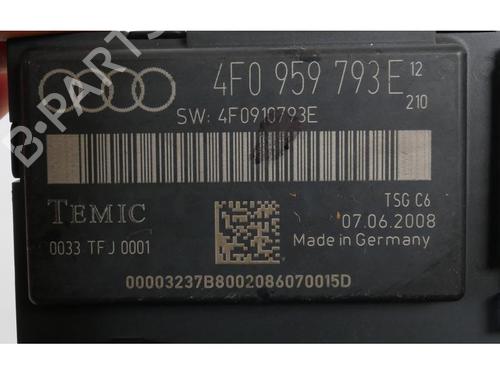 4F0 959 793E 12
210
SW: 4F0910793E
TSG C6
TEMIC
07.06.2008
0033 TFJ 0001
Made in Germany
00003237B8002086070015D
B-PARTS